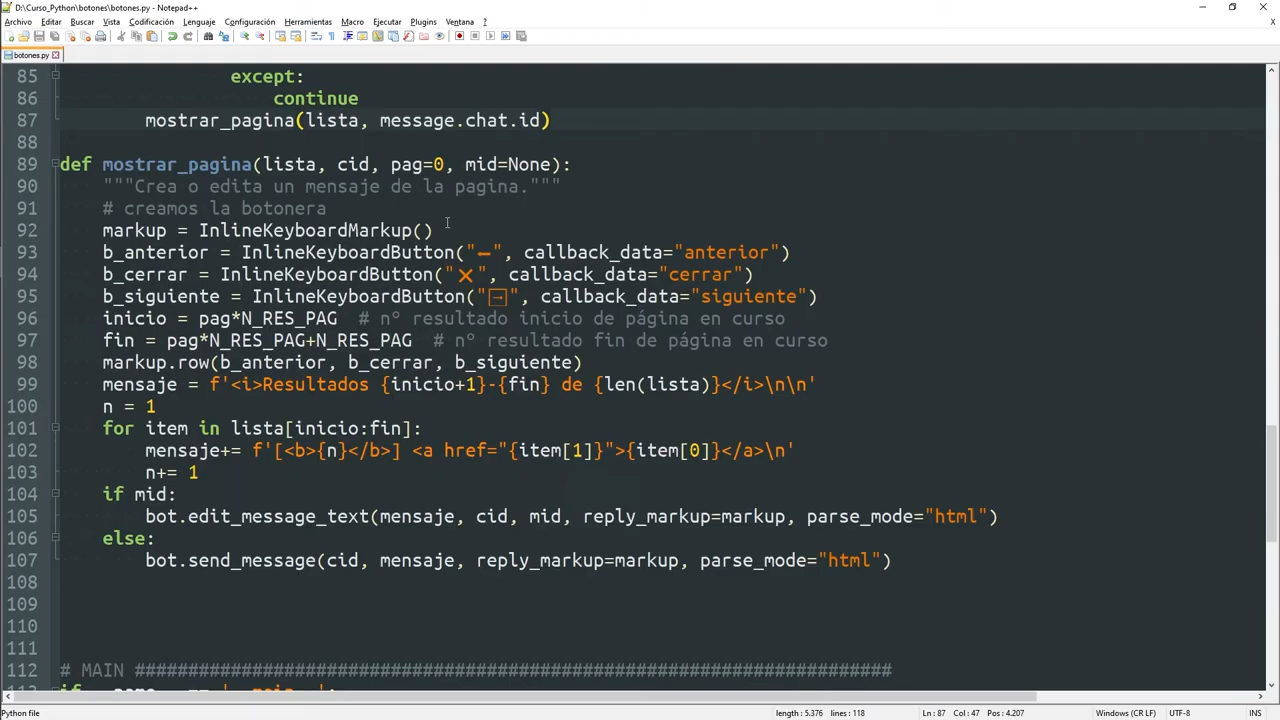 D:\Curso_Python\botones\botones.py - Notepad++
Archivo Editar Buscar Vista Codificación Lenguaje Configuración Herramientas Macro Ejecutar Plugins Ventana ? X
botones.py
85 except:
86 continue
87 mostrar_pagina(lista, message.chat.id)
88
89 def mostrar_pagina(lista, cid, pag=0, mid=None):
90 """Crea o edita un mensaje de la pagina."""
91 # creamos la botonera
92 markup = InlineKeyboardMarkup()
93 b_anterior = InlineKeyboardButton("⬅", callback_data="anterior")
94 b_cerrar = InlineKeyboardButton("❌", callback_data="cerrar")
95 b_siguiente = InlineKeyboardButton("➡", callback_data="siguiente")
96 inicio = pag*N_RES_PAG # nº resultado inicio de página en curso
97 fin = pag*N_RES_PAG+N_RES_PAG # nº resultado fin de página en curso
98 markup.row(b_anterior, b_cerrar, b_siguiente)
99 mensaje = f'<i>Resultados {inicio+1}-{fin} de {len(lista)}</i>\n\n'
100 n = 1
101 for item in lista[inicio:fin]:
102 mensaje+= f'[<b>{n}</b>] <a href="{item[1]}">{item[0]}</a>\n'
103 n+= 1
104 if mid:
105 bot.edit_message_text(mensaje, cid, mid, reply_markup=markup, parse_mode="html")
106 else:
107 bot.send_message(cid, mensaje, reply_markup=markup, parse_mode="html")
108
109
110
111
112 # MAIN #######################################################################
113 if __name__ == '__main__':
Python file length : 5.376 lines : 118 Ln : 87 Col : 47 Pos : 4.207 Windows (CR LF) UTF-8 INS